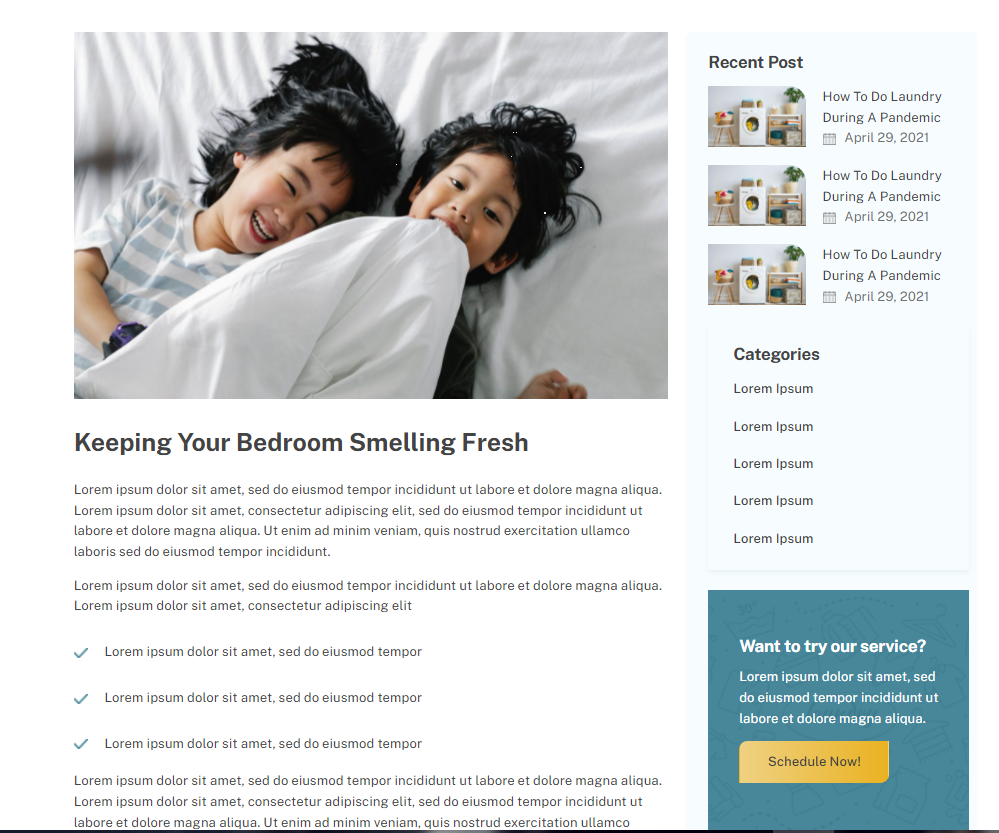 Keeping Your Bedroom Smelling Fresh
Lorem ipsum dolor sit amet, sed do eiusmod tempor incididunt ut labore et dolore magna aliqua.
Lorem ipsum dolor sit amet, consectetur adipiscing elit, sed do eiusmod tempor incididunt ut
labore et dolore magna aliqua. Ut enim ad minim veniam, quis nostrud exercitation ullamco
laboris sed do eiusmod tempor incididunt.
Lorem ipsum dolor sit amet, sed do eiusmod tempor incididunt ut labore et dolore magna aliqua.
Lorem ipsum dolor sit amet, consectetur adipiscing elit
Lorem ipsum dolor sit amet, sed do eiusmod tempor
Lorem ipsum dolor sit amet, sed do eiusmod tempor
Lorem ipsum dolor sit amet, sed do eiusmod tempor
Lorem ipsum dolor sit amet, sed do eiusmod tempor incididunt ut labore et dolore magna aliqua.
Lorem ipsum dolor sit amet, consectetur adipiscing elit, sed do eiusmod tempor incididunt ut
labore et dolore magna aliqua. Ut enim ad minim veniam, quis nostrud exercitation ullamco
Recent Post
How To Do Laundry
During A Pandemic
April 29, 2021
How To Do Laundry
During A Pandemic
April 29, 2021
How To Do Laundry
During A Pandemic
April 29, 2021
Categories
Lorem Ipsum
Lorem Ipsum
Lorem Ipsum
Lorem Ipsum
Lorem Ipsum
30°
Want to try our service?
Lorem ipsum dolor sit amet, sed
do eiusmod tempor incididunt ut
labore et dolore magna aliqua.
Schedule Now!